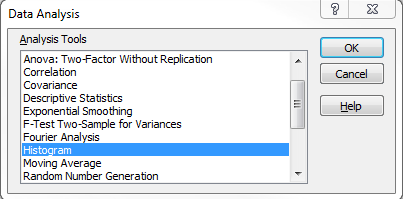 Data Analysis
?
Analysis Tools
Anova: Two-Factor Without Replication
Correlation
Covariance
Descriptive Statistics
Exponential Smoothing
F-Test Two-Sample for Variances
Fourier Analysis
Histogram
Moving Average
Random Number Generation
OK
Cancel
Help